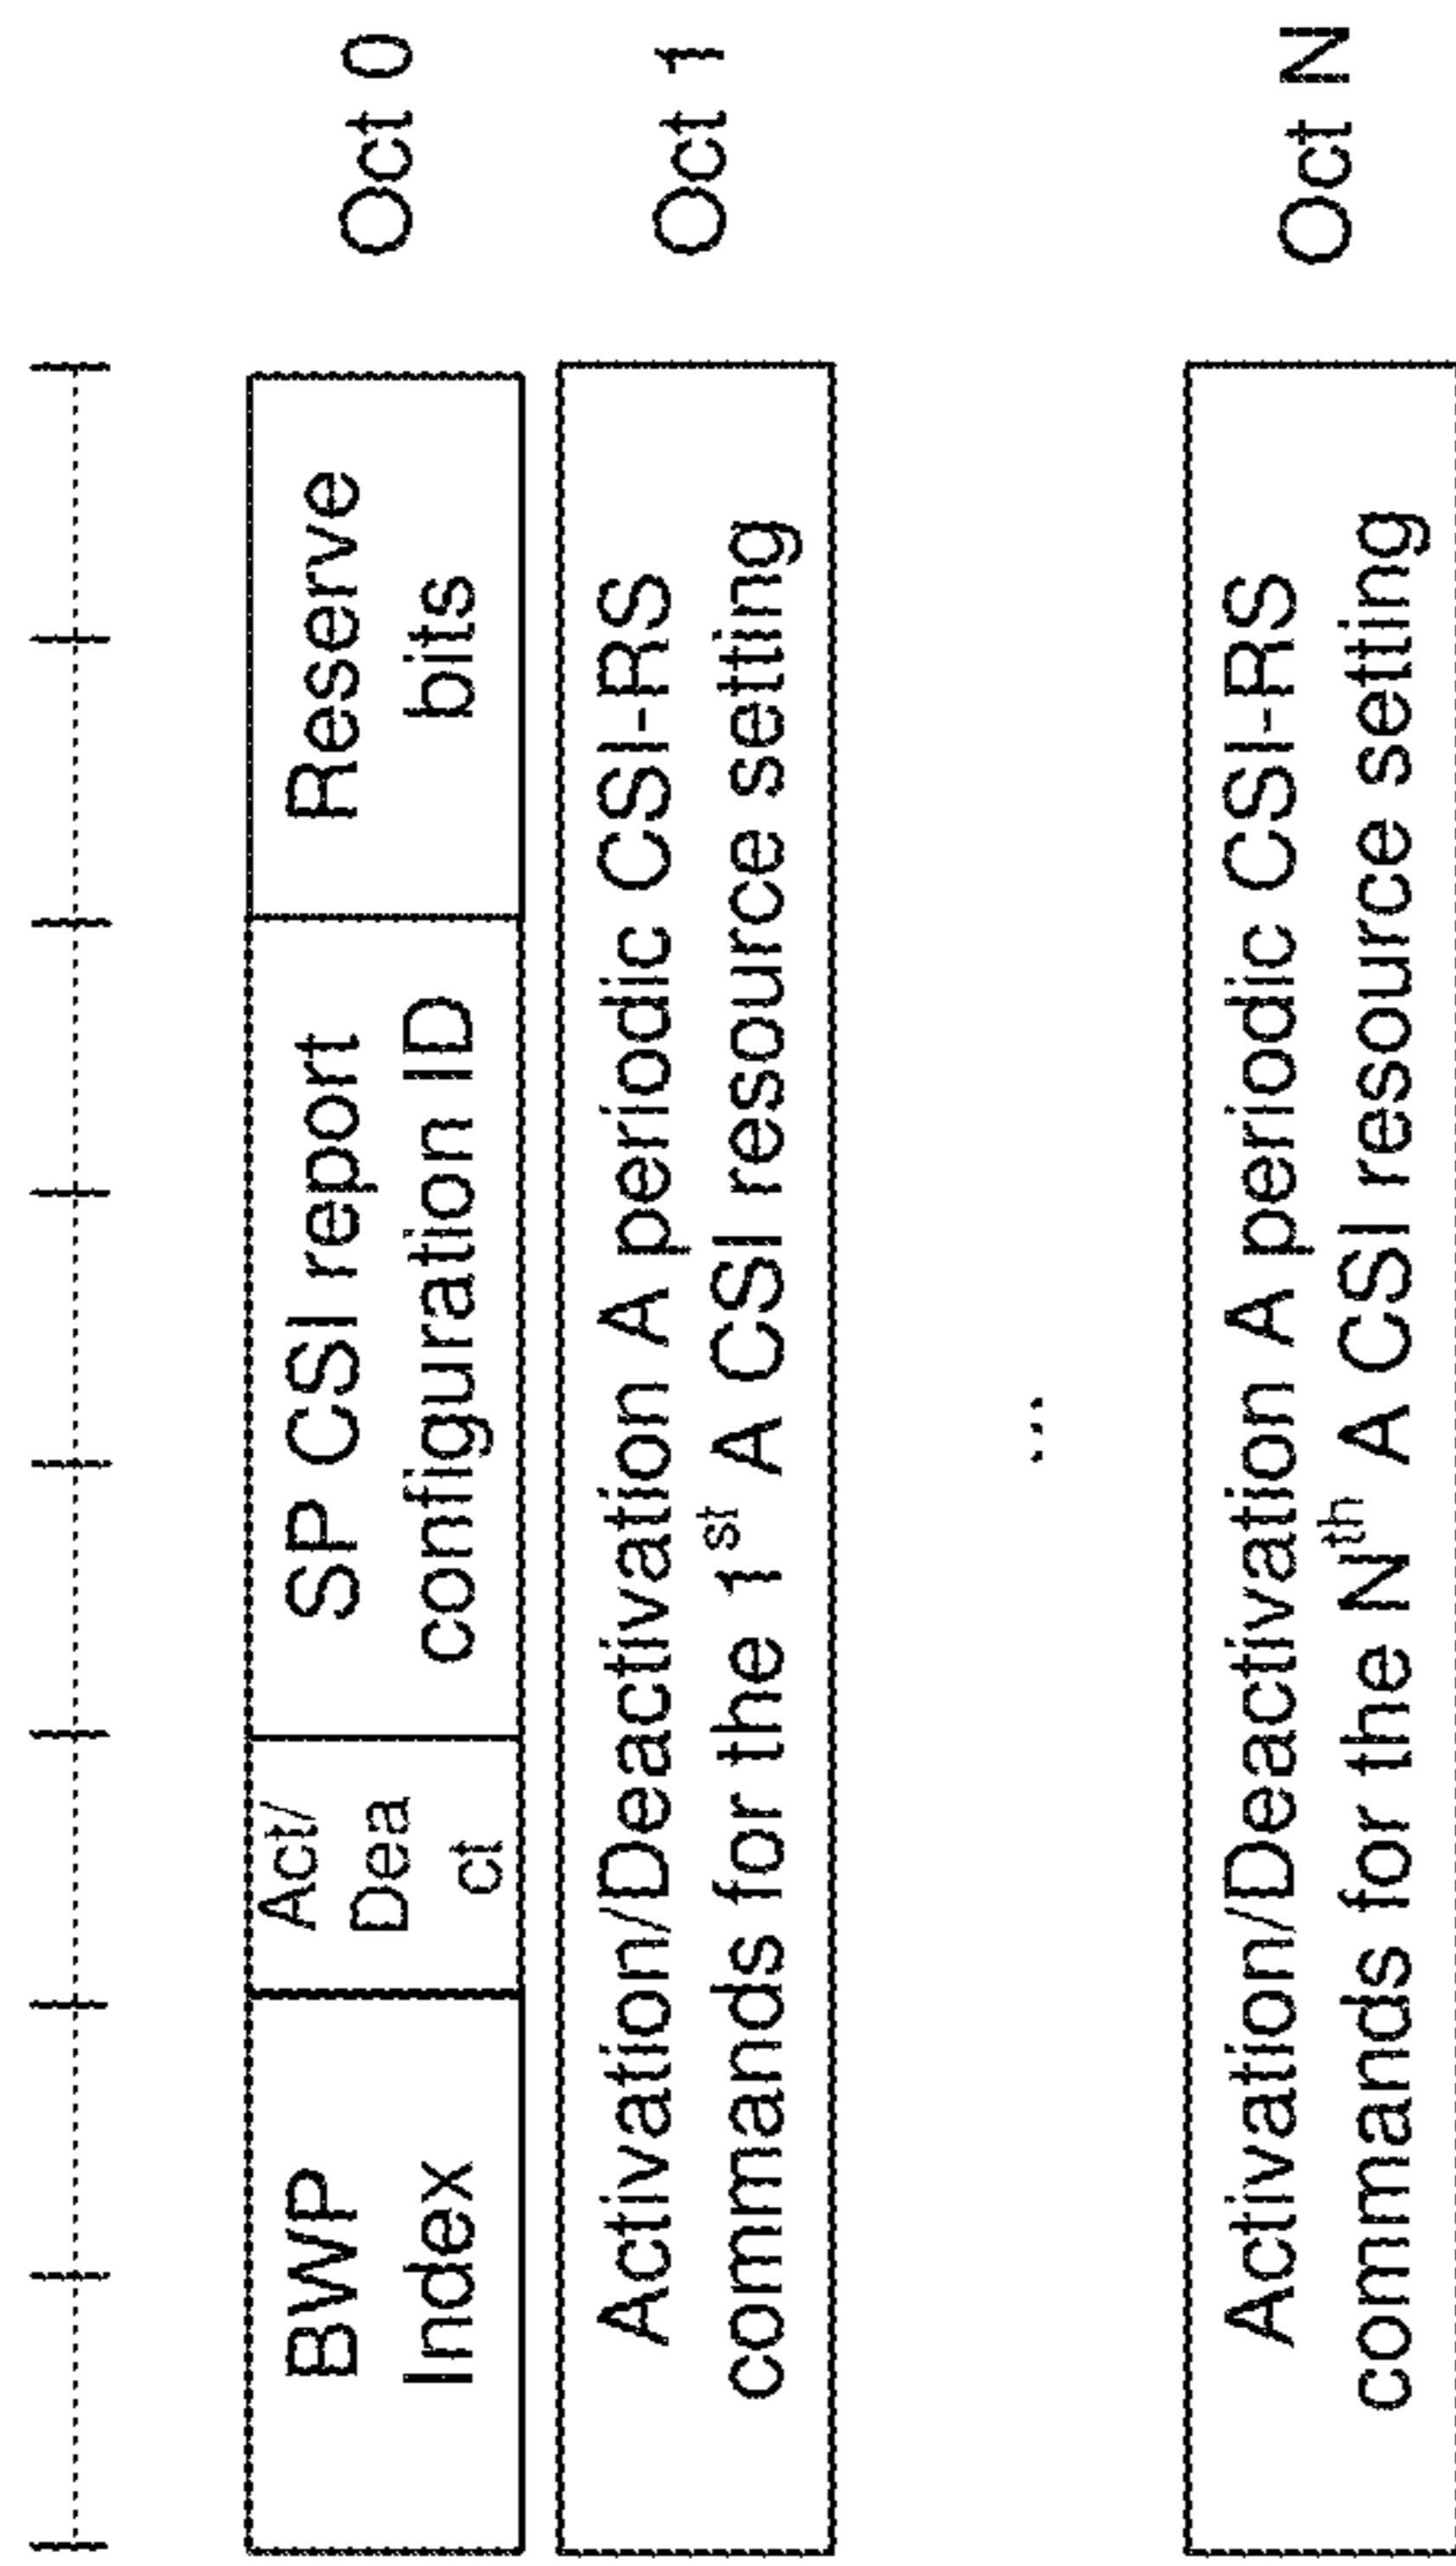 BWP
Index
Act/
Dea
ct
SP CSI report
configuration ID
Reserve
bits
Oct 0
Activation/Deactivation A periodic CSI-RS
commands for the 1st A CSI resource setting
Oct 1
...
Activation/Deactivation A periodic CSI-RS
commands for the Nth A CSI resource setting
Oct N